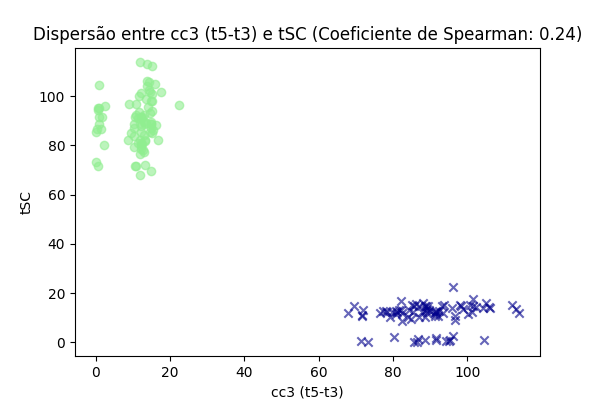 Dispersão entre cc3 (t5-t3) e tSC (Coeficiente de Spearman: 0.24)
100
80
60
40
20
0
tSC
0 20 40 60 80 100
cc3 (t5-t3)